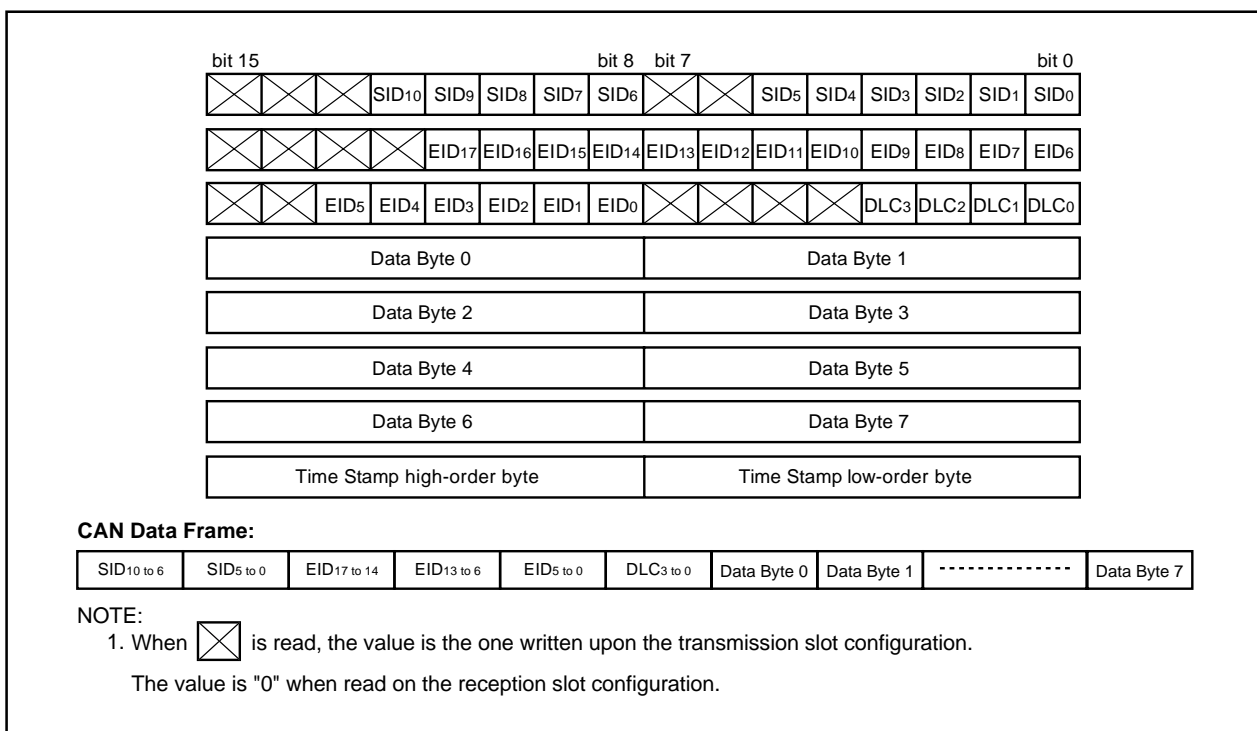 bit 15 bit 8 bit 7 bit 0
SID10 SID9 SID8 SID7 SID6 SID5 SID4 SID3 SID2 SID1 SID0
EID17 EID16 EID15 EID14 EID13 EID12 EID11 EID10 EID9 EID8 EID7 EID6
EID5 EID4 EID3 EID2 EID1 EID0 DLC3 DLC2 DLC1 DLC0
Data Byte 0 Data Byte 1
Data Byte 2 Data Byte 3
Data Byte 4 Data Byte 5
Data Byte 6 Data Byte 7
Time Stamp high-order byte Time Stamp low-order byte
CAN Data Frame:
SID10 to 6 SID5 to 0 EID17 to 14 EID13 to 6 EID5 to 0 DLC3 to 0 Data Byte 0 Data Byte 1 Data Byte 7
NOTE:
1. When is read, the value is the one written upon the transmission slot configuration.
The value is "0" when read on the reception slot configuration.